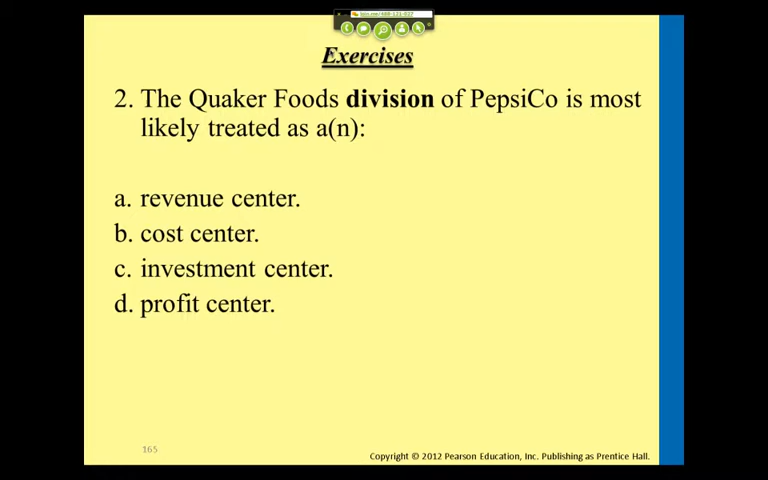 Exercises
2. The Quaker Foods division of PepsiCo is most
likely treated as a(n):
a. revenue center.
b. cost center.
c. investment center.
d. profit center.
165
Copyright © 2012 Pearson Education, Inc. Publishing as Prentice Hall.